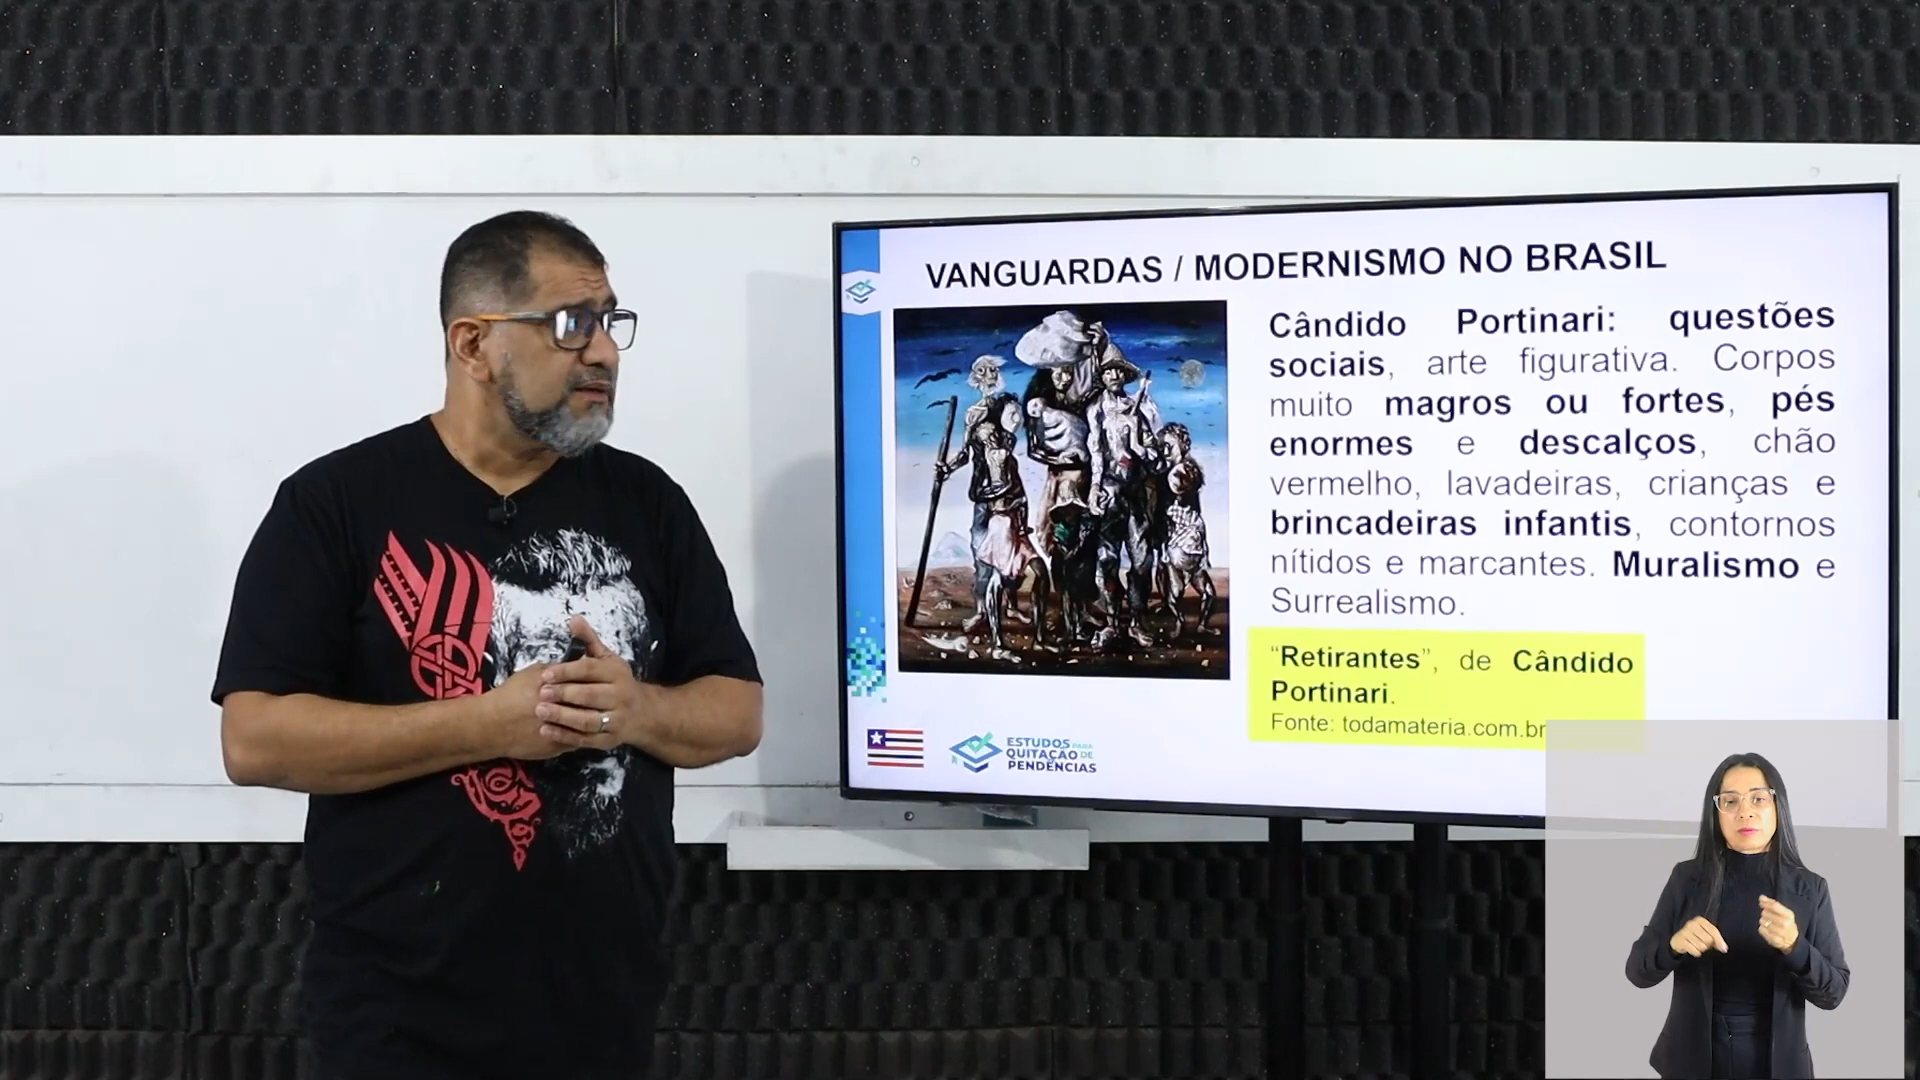 VANGUARDAS / MODERNISMO NO BRASIL
Cândido Portinari: questões
sociais, arte figurativa. Corpos
muito magros ou fortes, pés
enormes e descalços, chão
vermelho, lavadeiras, crianças e
brincadeiras infantis, contornos
nítidos e marcantes. Muralismo e
Surrealismo.
“Retirantes”, de Cândido
Portinari.
Fonte: todamateria.com.br
ESTUDOS PARA
QUITAÇÃO DE
PENDÊNCIAS